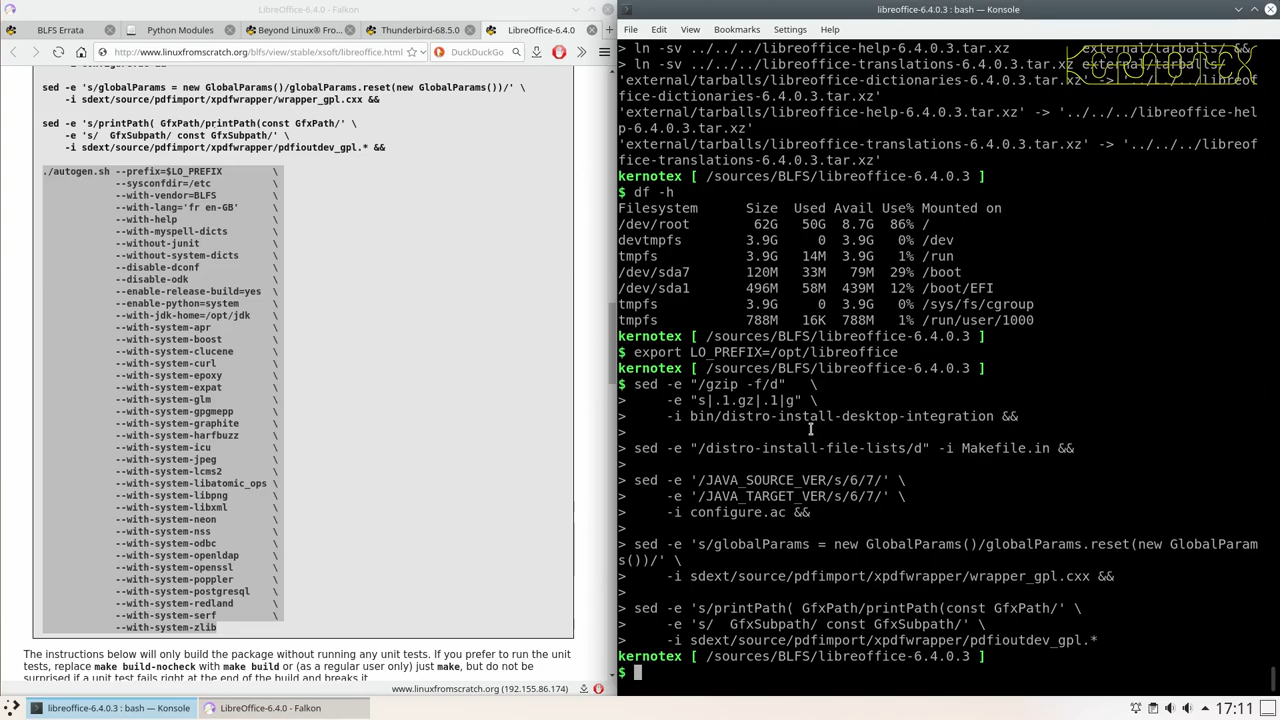 LibreOffice-6.4.0 - Falkon
BLFS Errata
Python Modules
Beyond Linux® Fro...
Thunderbird-68.5.0
LibreOffice-6.4.0
http://www.linuxfromscratch.org/blfs/view/stable/xsoft/libreoffice.html
DuckDuckGo
sed -e 's/globalParams = new GlobalParams()/globalParams.reset(new GlobalParams())/' \
-i sdext/source/pdfimport/xpdfwrapper/wrapper_gpl.cxx &&
sed -e 's/printPath( GfxPath/printPath(const GfxPath/' \
-e 's/  GfxSubpath/ const GfxSubpath/' \
-i sdext/source/pdfimport/xpdfwrapper/pdfioutdev_gpl.* &&
./autogen.sh --prefix=$LO_PREFIX \
--sysconfdir=/etc \
--with-vendor=BLFS \
--with-lang='fr en-GB' \
--with-help \
--with-myspell-dicts \
--without-junit \
--without-system-dicts \
--disable-dconf \
--disable-odk \
--enable-release-build=yes \
--enable-python=system \
--with-jdk-home=/opt/jdk \
--with-system-apr \
--with-system-boost \
--with-system-clucene \
--with-system-curl \
--with-system-epoxy \
--with-system-expat \
--with-system-glm \
--with-system-gpgmepp \
--with-system-graphite \
--with-system-harfbuzz \
--with-system-icu \
--with-system-jpeg \
--with-system-lcms2 \
--with-system-libatomic_ops \
--with-system-libpng \
--with-system-libxml \
--with-system-neon \
--with-system-nss \
--with-system-odbc \
--with-system-openldap \
--with-system-openssl \
--with-system-poppler \
--with-system-postgresql \
--with-system-redland \
--with-system-serf \
--with-system-zlib
The instructions below will only build the package without running any unit tests. If you prefer to run the unit
tests, replace make build-nocheck with make build or (as a regular user only) just make, but do not be
surprised if a unit test fails right at the end of the build and breaks it.
www.linuxfromscratch.org (192.155.86.174)
libreoffice-6.4.0.3 : bash — Konsole
File Edit View Bookmarks Settings Help
> ln -sv ../../../libreoffice-help-6.4.0.3.tar.xz         external/tarballs/ &&
> ln -sv ../../../libreoffice-translations-6.4.0.3.tar.xz external/tarballs/
kernotex
'external/tarballs/libreoffice-dictionaries-6.4.0.3.tar.xz' -> '../../../libreof
fice-dictionaries-6.4.0.3.tar.xz'
'external/tarballs/libreoffice-help-6.4.0.3.tar.xz' -> '../../../libreoffice-hel
p-6.4.0.3.tar.xz'
'external/tarballs/libreoffice-translations-6.4.0.3.tar.xz' -> '../../../libreof
fice-translations-6.4.0.3.tar.xz'
kernotex [ /sources/BLFS/libreoffice-6.4.0.3 ]
$ df -h
Filesystem      Size  Used Avail Use% Mounted on
/dev/root        62G   50G  8.7G  86% /
devtmpfs        3.9G     0  3.9G   0% /dev
tmpfs           3.9G   14M  3.9G   1% /run
/dev/sda7       120M   33M   79M  29% /boot
/dev/sda1       496M   58M  439M  12% /boot/EFI
tmpfs           3.9G     0  3.9G   0% /sys/fs/cgroup
tmpfs           788M   16K  788M   1% /run/user/1000
kernotex [ /sources/BLFS/libreoffice-6.4.0.3 ]
$ export LO_PREFIX=/opt/libreoffice
kernotex [ /sources/BLFS/libreoffice-6.4.0.3 ]
$ sed -e "/gzip -f/d"   \
>     -e "s|.1.gz|.1|g" \
>     -i bin/distro-install-desktop-integration &&
>
> sed -e "/distro-install-file-lists/d" -i Makefile.in &&
>
> sed -e '/JAVA_SOURCE_VER/s/6/7/' \
>     -e '/JAVA_TARGET_VER/s/6/7/' \
>     -i configure.ac &&
>
> sed -e 's/globalParams = new GlobalParams()/globalParams.reset(new GlobalParam
s())/' \
>     -i sdext/source/pdfimport/xpdfwrapper/wrapper_gpl.cxx &&
>
> sed -e 's/printPath( GfxPath/printPath(const GfxPath/' \
>     -e 's/  GfxSubpath/ const GfxSubpath/' \
>     -i sdext/source/pdfimport/xpdfwrapper/pdfioutdev_gpl.*
kernotex [ /sources/BLFS/libreoffice-6.4.0.3 ]
$
libreoffice-6.4.0.3 : bash — Konsole
LibreOffice-6.4.0 - Falkon
17:11